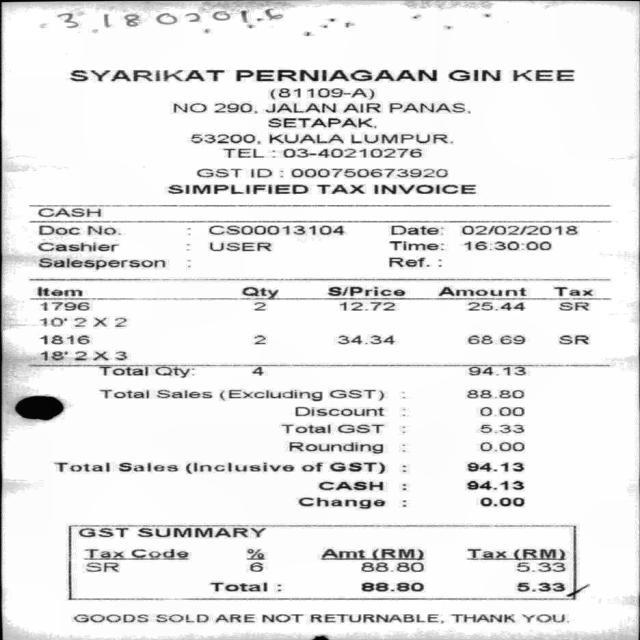 SYARIKAT PERNIAGAAN GIN KEE
(81109-A)
NO 290, JALAN AIR PANAS,
SETAPAK,
53200, KUALA LUMPUR.
TEL : 03-40210276
GST ID : 000750673920
SIMPLIFIED TAX INVOICE
CASH
Doc No. : CS00013104 Date: 02/02/2018
Cashier : USER Time: 16:30:00
Salesperson : Ref. :
Item Qty S/Price Amount Tax
1796 2 12.72 25.44 SR
10' 2 X 2
1816 2 34.34 68.69 SR
18' 2 X 3
Total Qty: 4 94.13
Total Sales (Excluding GST) : 88.80
Discount : 0.00
Total GST : 5.33
Rounding : 0.00
Total Sales (Inclusive of GST) : 94.13
CASH : 94.13
Change : 0.00
GST SUMMARY
Tax Code % Amt (RM) Tax (RM)
SR 6 88.80 5.33
Total : 88.80 5.33
GOODS SOLD ARE NOT RETURNABLE, THANK YOU.